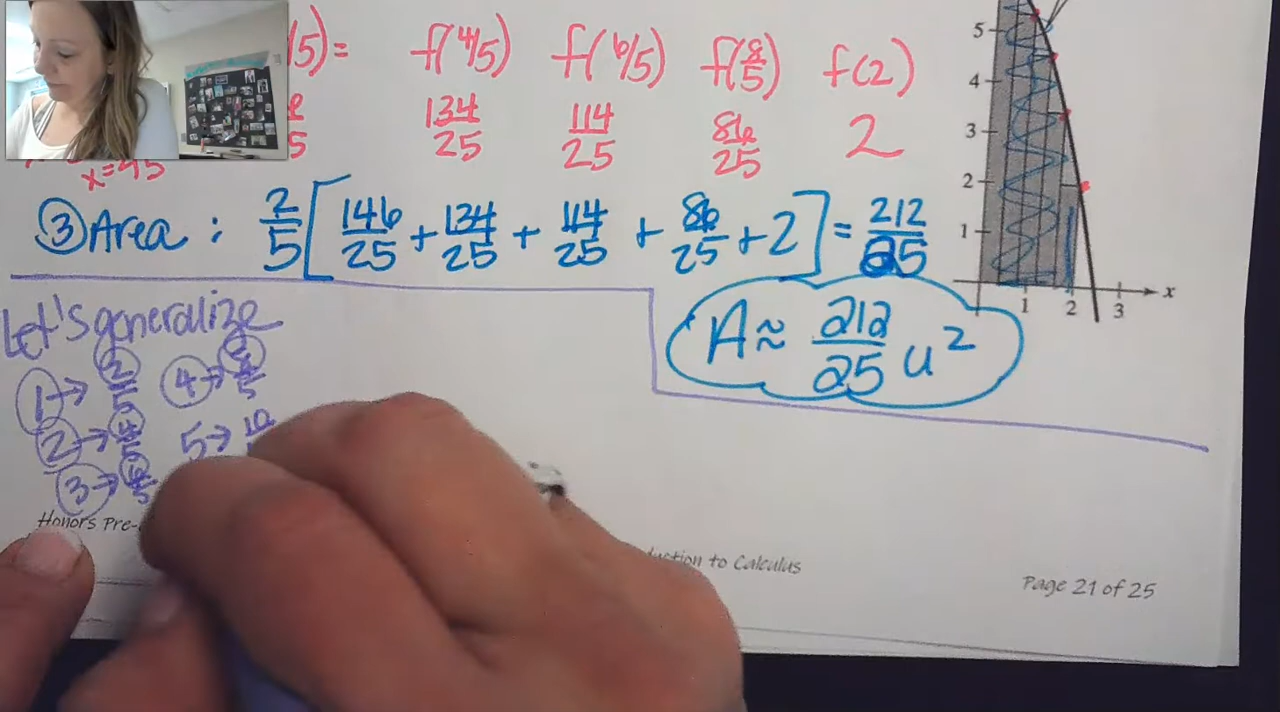 /5)= f(4/5) f(6/5) f(8/5) f(2)
134/25 114/25 86/25 2
x=4/5
③ Area : 2/5 [146/25 + 134/25 + 114/25 + 86/25 + 2] = 212/25
A ≈ 212/25 u²
5
4
3
2
1
1 2 3 x
Let's generalize
1 → 2/5 4 → 8/5
2 → 4/5 5 → 10
3 → 6/5
Honors Pre- to Calculus Page 21 of 25